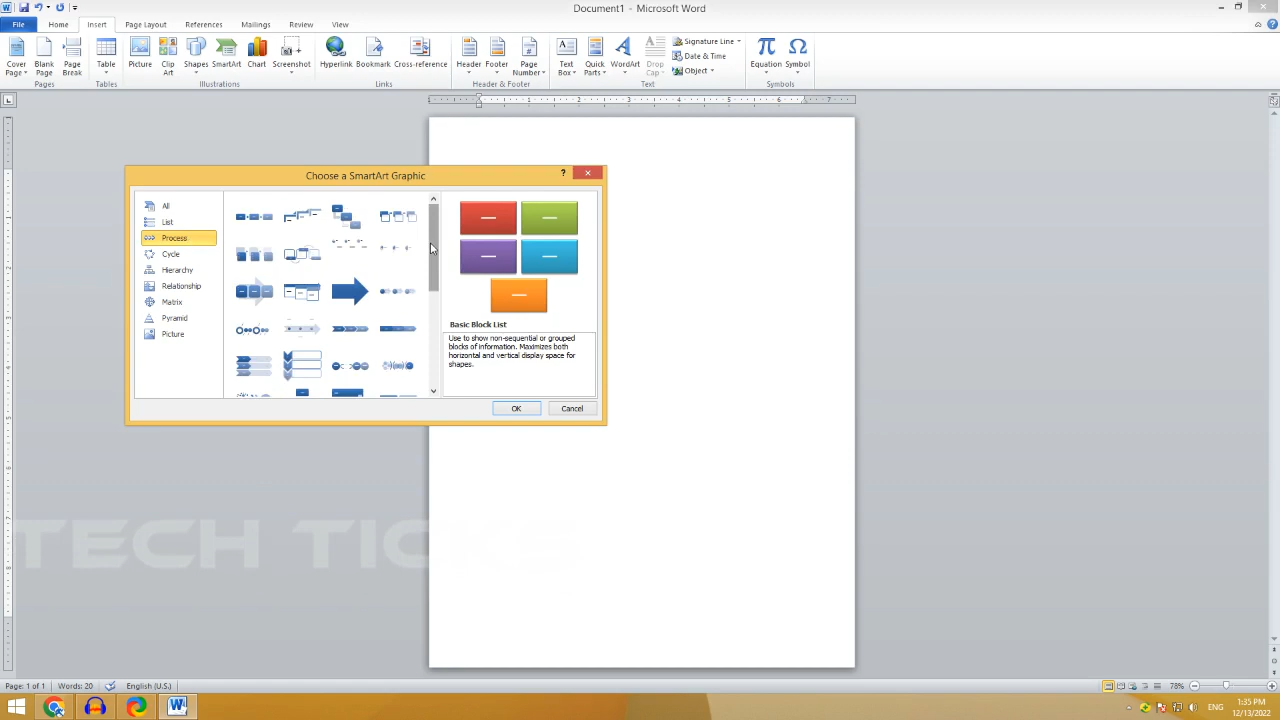 Document1 - Microsoft Word
File Home Insert Page Layout References Mailings Review View
Cover Page
Blank Page
Page Break
Table
Picture
Clip Art
Shapes
SmartArt
Chart
Screenshot
Hyperlink
Bookmark
Cross-reference
Header
Footer
Page Number
Text Box
Quick Parts
WordArt
Drop Cap
Signature Line
Date & Time
Object
Equation
Symbol
Pages Tables Illustrations Links Header & Footer Text Symbols
Choose a SmartArt Graphic
All
List
Process
Cycle
Hierarchy
Relationship
Matrix
Pyramid
Picture
Basic Block List
Use to show non-sequential or grouped
blocks of information. Maximizes both
horizontal and vertical display space for
shapes.
OK Cancel
TECH TICKS
Page: 1 of 1 Words: 20 English (U.S.) 78%
ENG 1:35 PM
12/13/2022